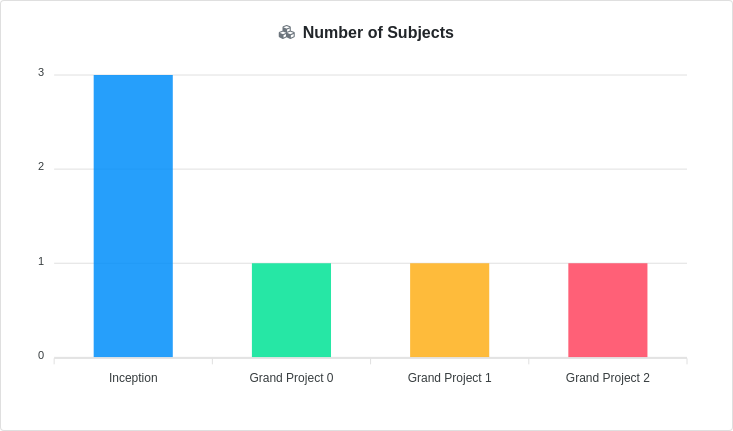 Number of Subjects
3
2
1
0
Inception Grand Project 0 Grand Project 1 Grand Project 2